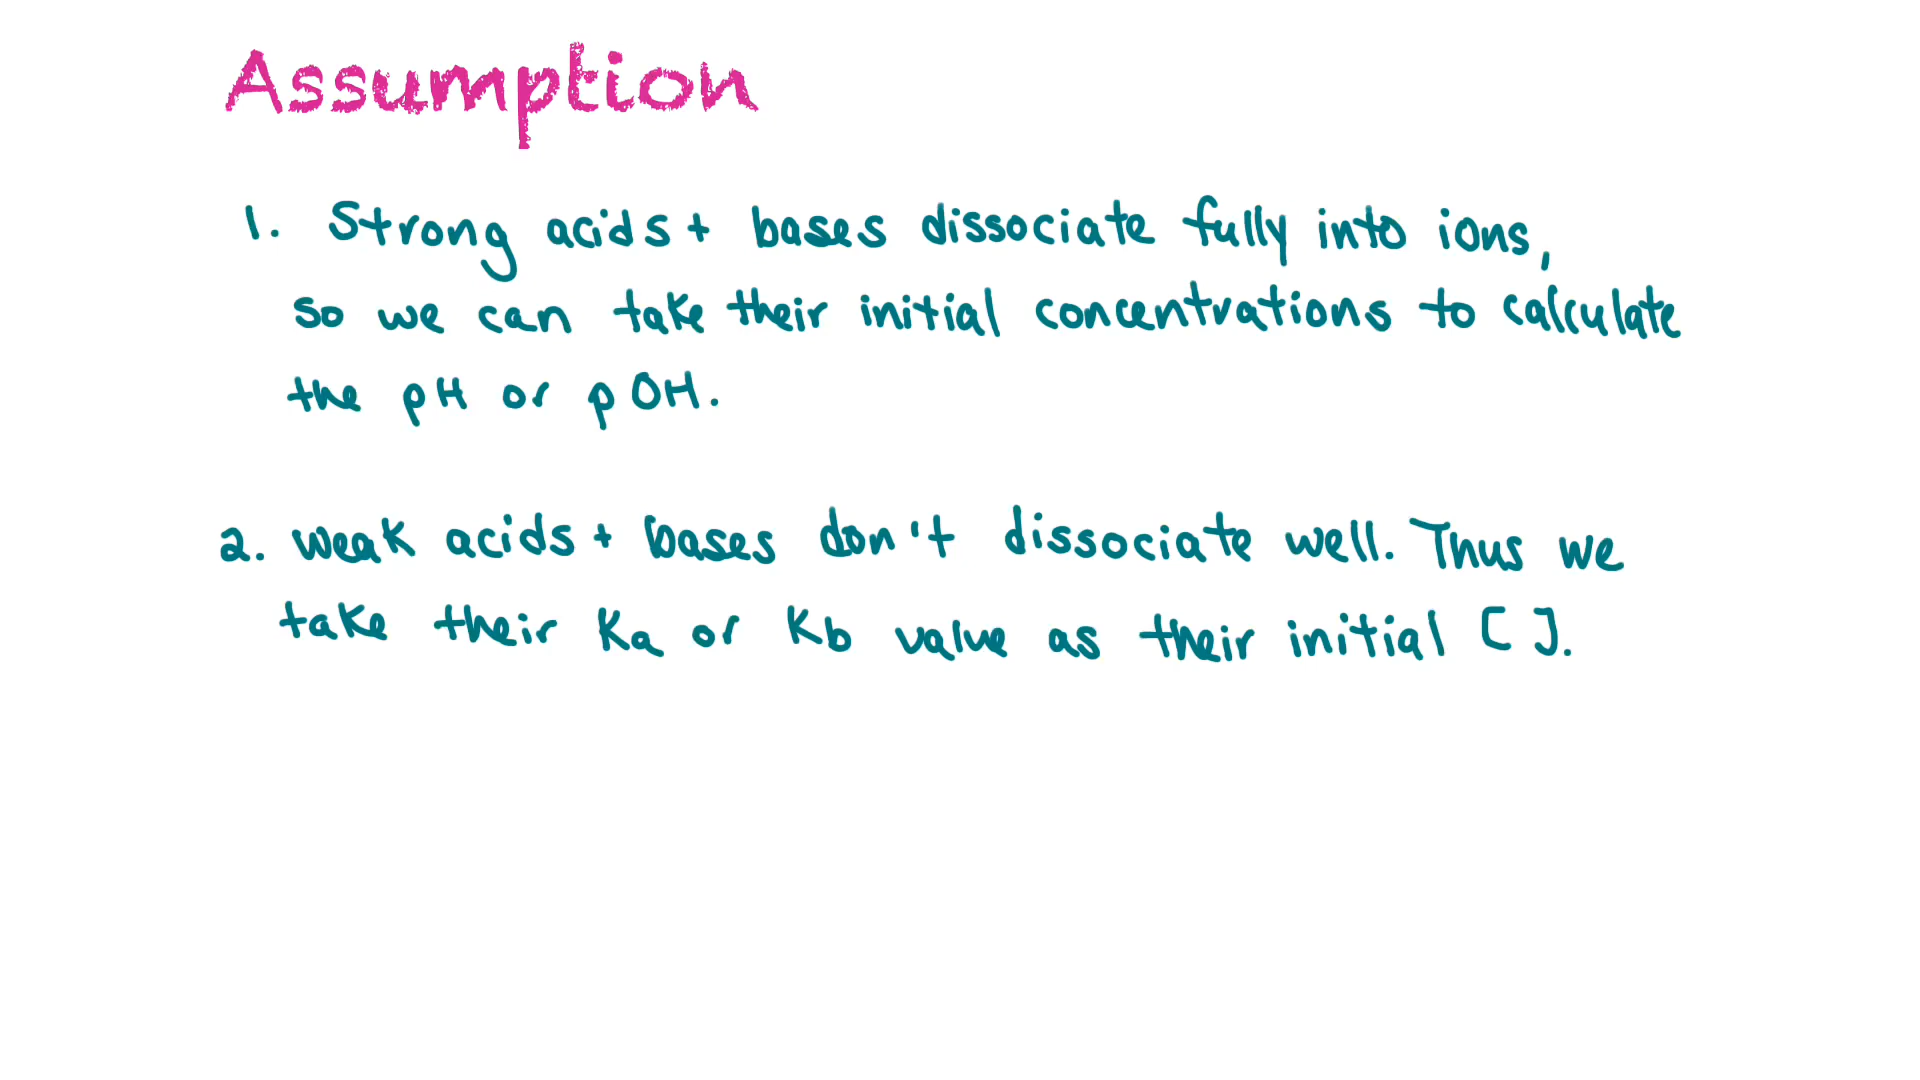 Assumption
1. Strong acids + bases dissociate fully into ions,
so we can take their initial concentrations to calculate
the pH or pOH.
2. Weak acids + bases don't dissociate well. Thus we
take their Ka or Kb value as their initial [ ].